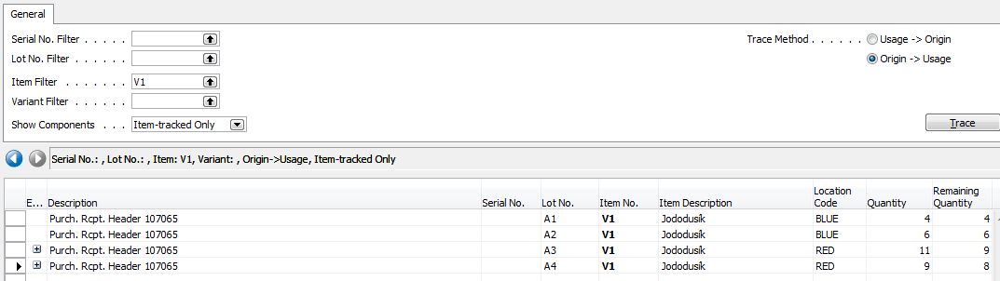 General
Serial No. Filter . . . . .
Trace Method . . . . . . Usage -> Origin
Lot No. Filter . . . . . .
Origin -> Usage
Item Filter . . . . . . . V1
Variant Filter . . . . . .
Show Components . . . Item-tracked Only
Trace
Serial No.: , Lot No.: , Item: V1, Variant: , Origin->Usage, Item-tracked Only
E... Description Serial No. Lot No. Item No. Item Description Location Code Quantity Remaining Quantity
Purch. Rcpt. Header 107065 A1 V1 Jododusík BLUE 4 4
Purch. Rcpt. Header 107065 A2 V1 Jododusík BLUE 6 6
Purch. Rcpt. Header 107065 A3 V1 Jododusík RED 11 9
Purch. Rcpt. Header 107065 A4 V1 Jododusík RED 9 8